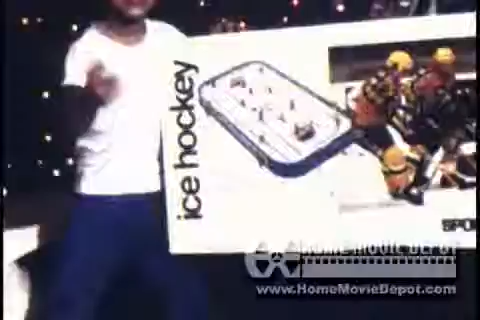 ice hockey
SPO
HOME MOVIE DEPOT
www.HomeMovieDepot.com